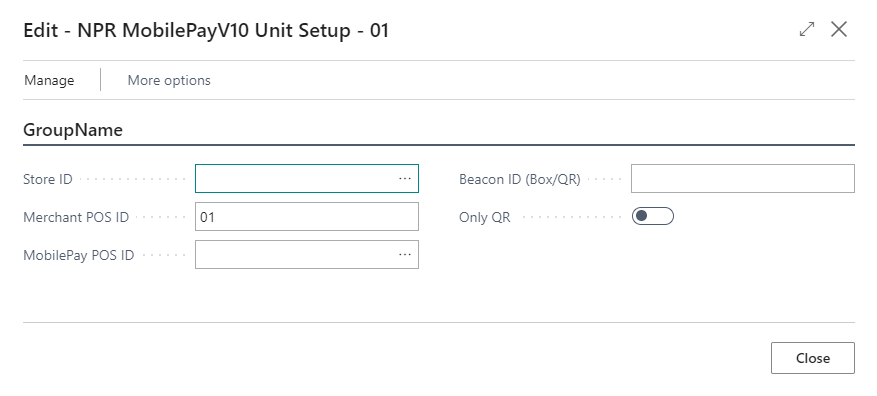 Edit - NPR MobilePayV10 Unit Setup - 01
Manage More options
GroupName
Store ID ...
Beacon ID (Box/QR)
Merchant POS ID 01
Only QR
MobilePay POS ID ...
Close